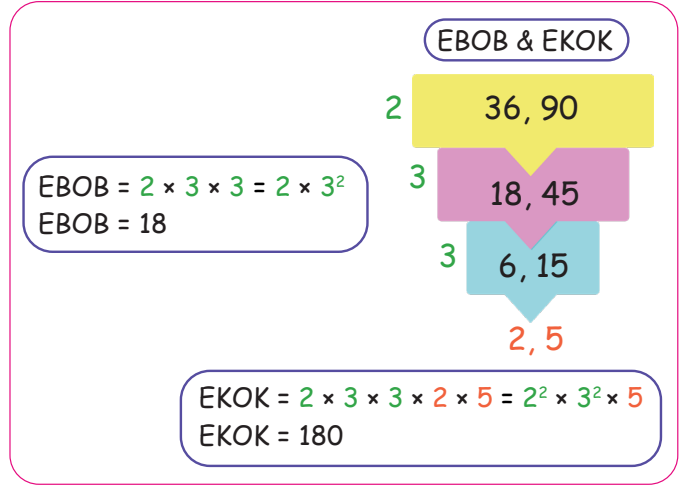 EBOB & EKOK
2 36, 90
3 18, 45
3 6, 15
2, 5
EBOB = 2 × 3 × 3 = 2 × 3²
EBOB = 18
EKOK = 2 × 3 × 3 × 2 × 5 = 2² × 3² × 5
EKOK = 180